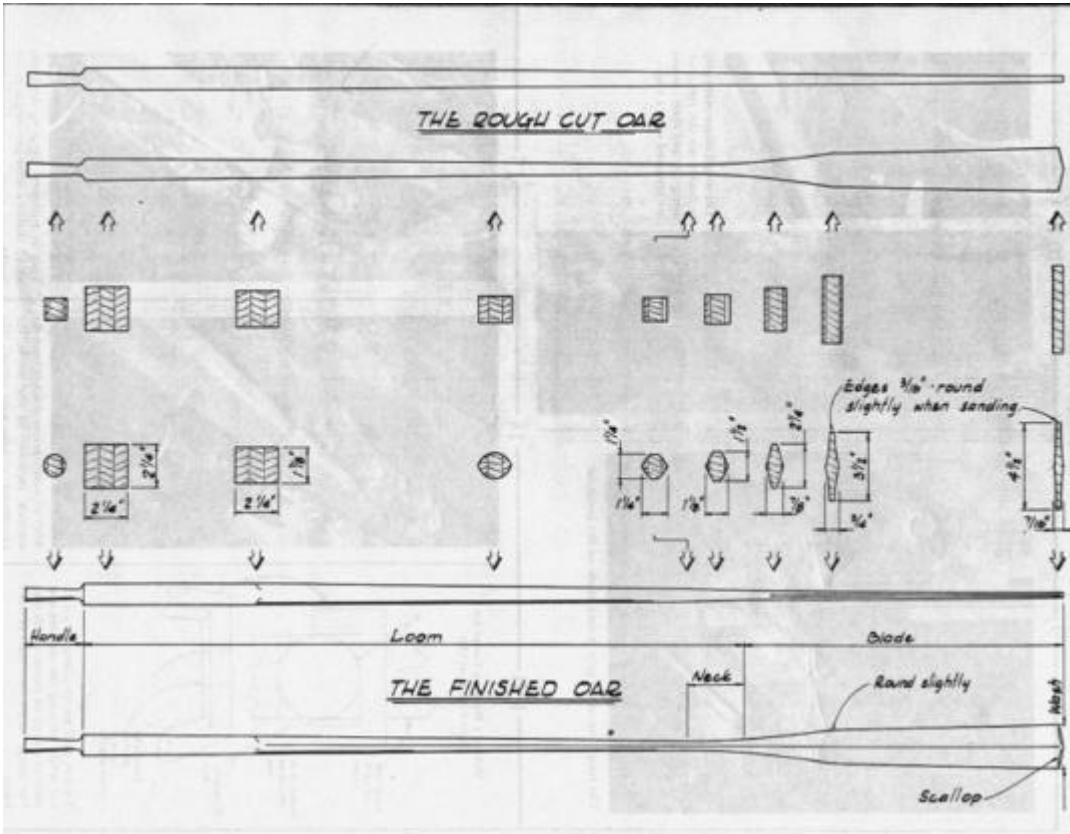 THE ROUGH CUT OAR
Edges 3/16" round
slightly when sanding
2 1/4"
2 1/4"
2 1/4"
1 7/8"
1 1/4"
1 1/4"
1 1/2"
1 1/8"
2 1/4"
7/8"
3 1/2"
3/4"
4 1/2"
7/16"
Handle
Loom
Blade
Neck
THE FINISHED OAR
Round slightly
Scallop